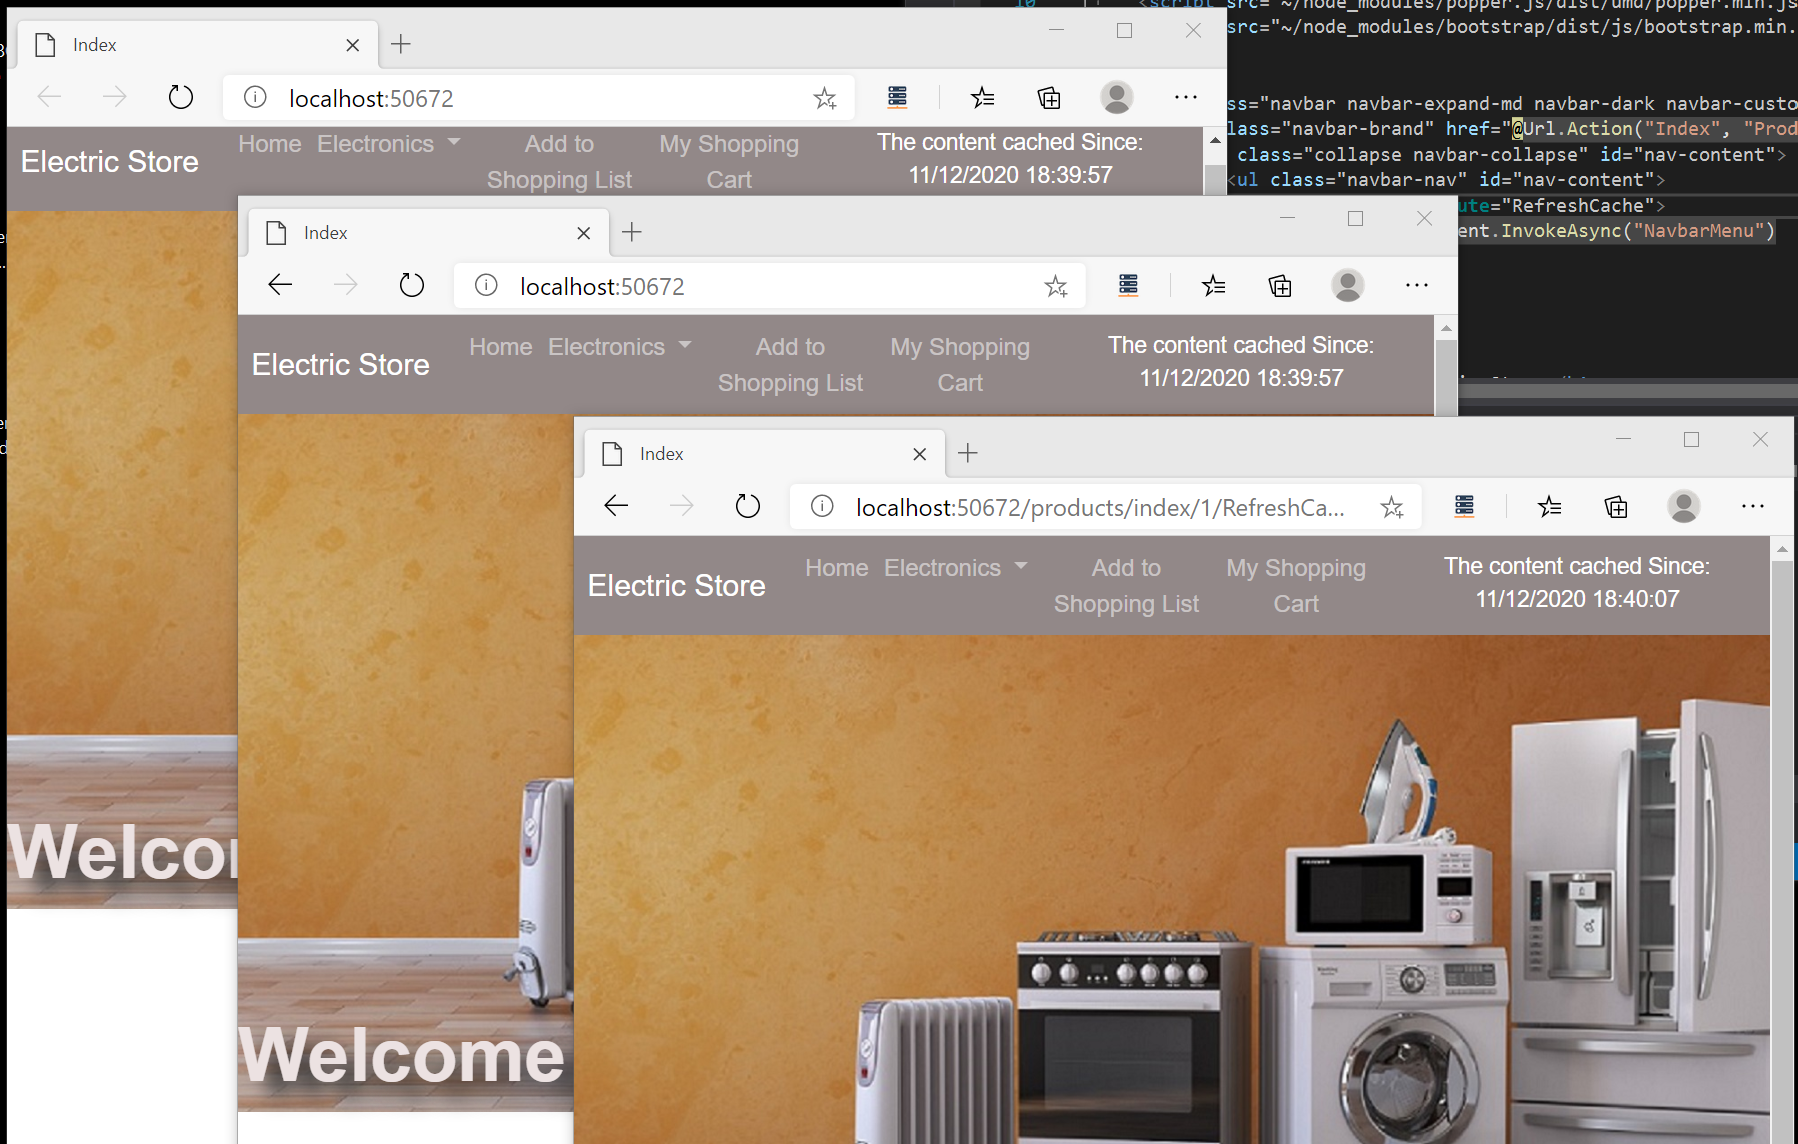 10 <script src="~/node_modules/popper.js/dist/umd/popper.min.js
src="~/node_modules/bootstrap/dist/js/bootstrap.min.
ss="navbar navbar-expand-md navbar-dark navbar-custo
lass="navbar-brand" href="@Url.Action("Index", "Prod
class="collapse navbar-collapse" id="nav-content">
<ul class="navbar-nav" id="nav-content">
ute="RefreshCache">
ent.InvokeAsync("NavbarMenu")
Index
localhost:50672
Electric Store
Home
Electronics
Add to
Shopping List
My Shopping
Cart
The content cached Since:
11/12/2020 18:39:57
Welcom
Index
localhost:50672
Electric Store
Home
Electronics
Add to
Shopping List
My Shopping
Cart
The content cached Since:
11/12/2020 18:39:57
Welcome
Index
localhost:50672/products/index/1/RefreshCa...
Electric Store
Home
Electronics
Add to
Shopping List
My Shopping
Cart
The content cached Since:
11/12/2020 18:40:07